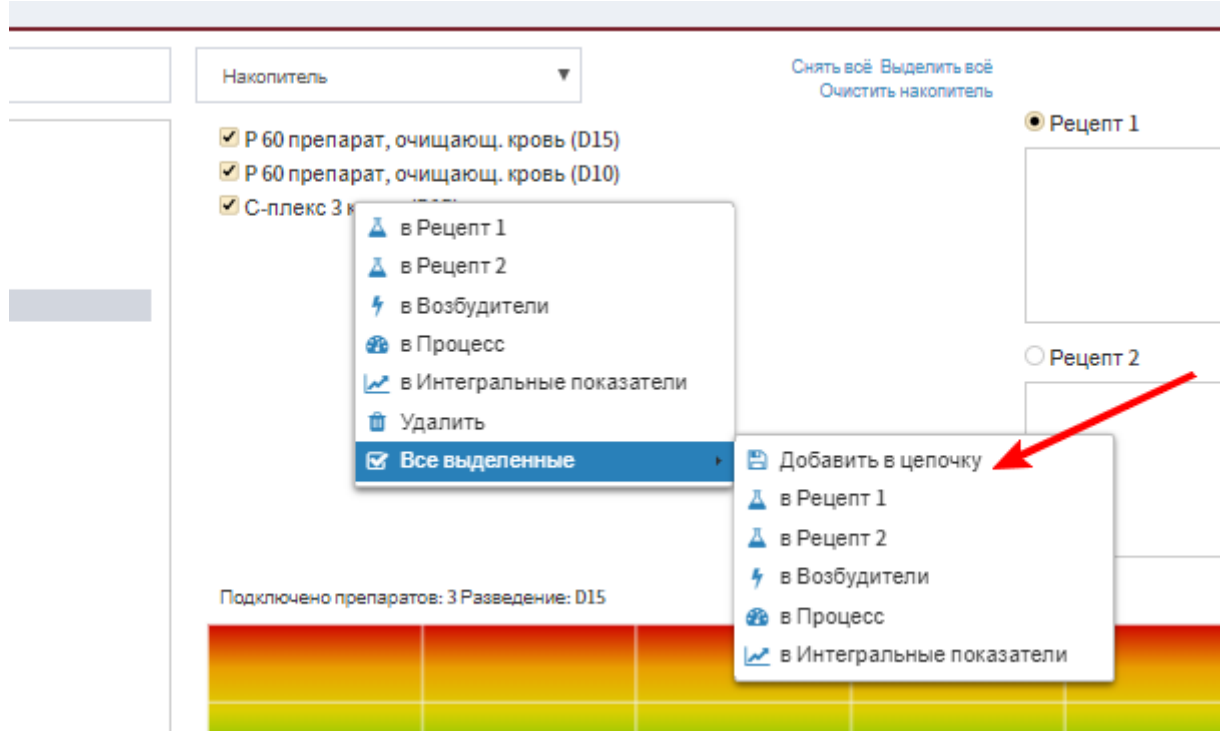 Накопитель
Снять всё Выделить всё
Очистить накопитель
Рецепт 1
Р 60 препарат, очищающ. кровь (D15)
Р 60 препарат, очищающ. кровь (D10)
С-плекс 3
в Рецепт 1
в Рецепт 2
в Возбудители
в Процесс
в Интегральные показатели
Удалить
Все выделенные
Рецепт 2
Добавить в цепочку
в Рецепт 1
в Рецепт 2
в Возбудители
в Процесс
в Интегральные показатели
Подключено препаратов: 3 Разведение: D15